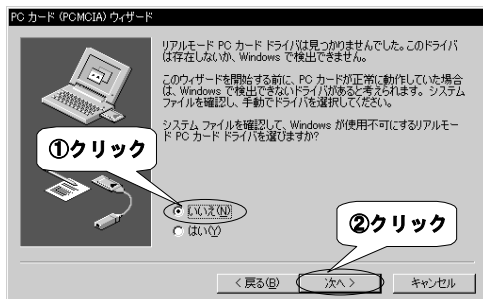 PC カード (PCMCIA) ウィザード
リアルモード PC カード ドライバは見つかりませんでした。このドライバ
は存在しないか、Windows で検出できません。
このウィザードを開始する前に、PC カードが正常に動作していた場合
は、Windows で検出できないドライバがあると考えられます。システム
ファイルを確認し、手動でドライバを選択してください。
システム ファイルを確認して、Windows が使用不可にするリアルモー
ド PC カード ドライバを選びますか?
①クリック
いいえ(N)
はい(Y)
②クリック
< 戻る(B)
次へ >
キャンセル